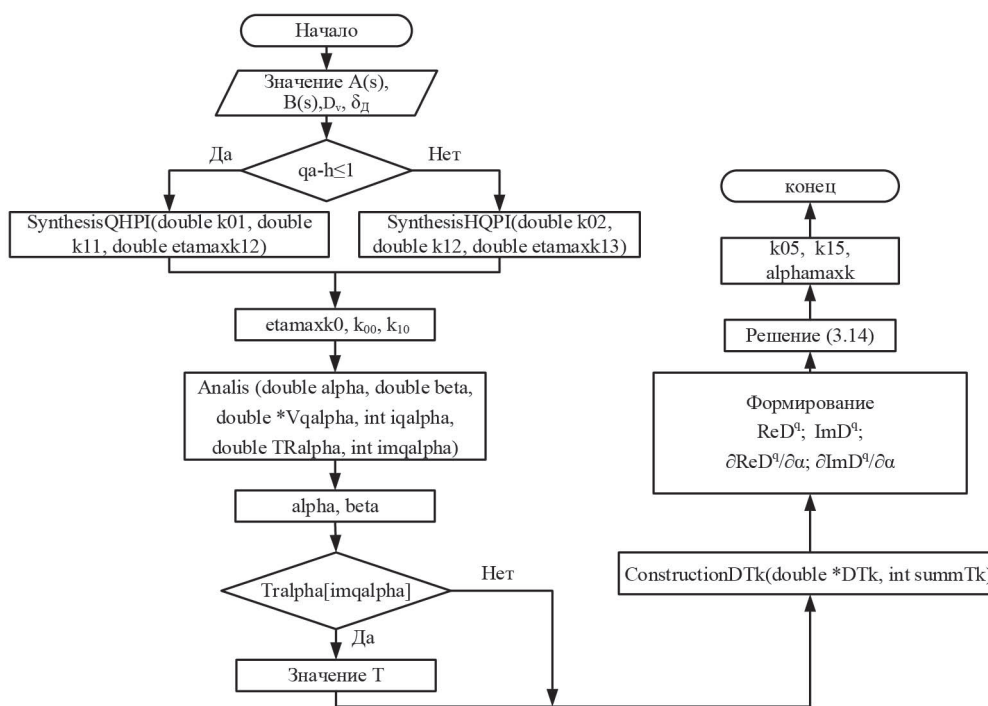 Начало
Значение A(s),
B(s),Dᵥ, δД
Да
Нет
qa-h≤1
SynthesisQHPI(double k01, double
k11, double etamaxk12)
SynthesisHQPI(double k02,
double k12, double etamaxk13)
etamaxk0, k₀₀, k₁₀
Analis (double alpha, double beta,
double *Vqalpha, int iqalpha,
double TRalpha, int imqalpha)
alpha, beta
Tralpha[imqalpha]
Нет
Да
Значение T
ConstructionDTk(double *DTk, int summTk)
Формирование
ReD^q; ImD^q;
∂ReD^q/∂α; ∂ImD^q/∂α
Решение (3.14)
k05, k15,
alphamaxk
конец